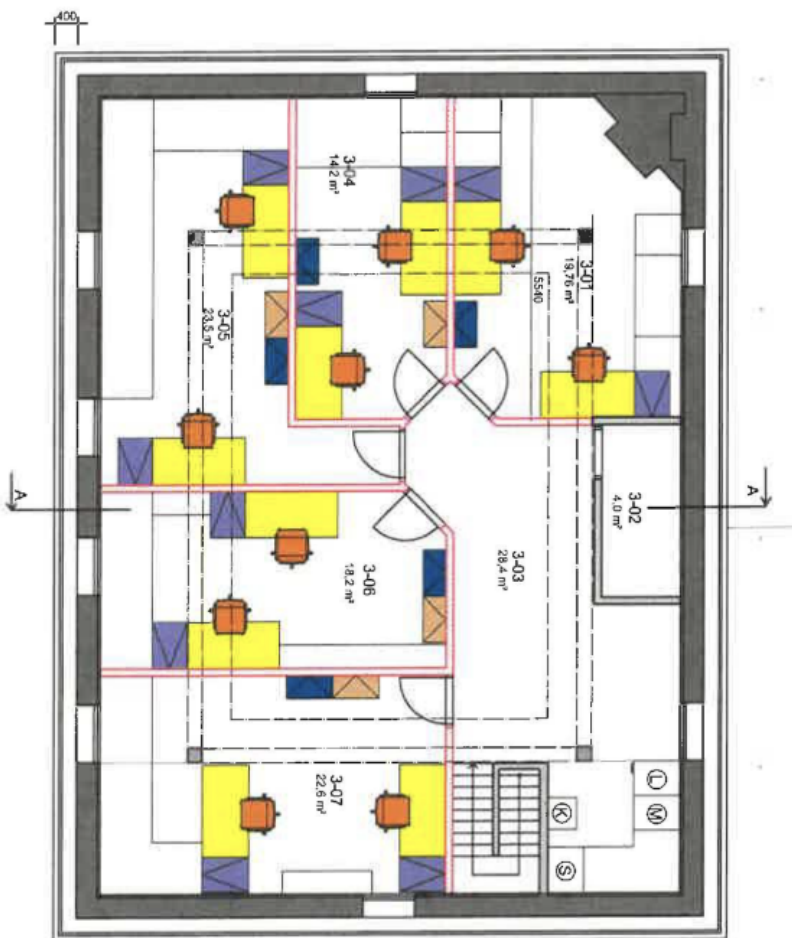 400
3-04
14,2 m²
3-01
19,76 m²
5540
3-05
23,5 m²
A
A
3-02
4,0 m²
3-03
28,4 m²
3-06
18,2 m²
3-07
22,6 m²
L
M
K
S